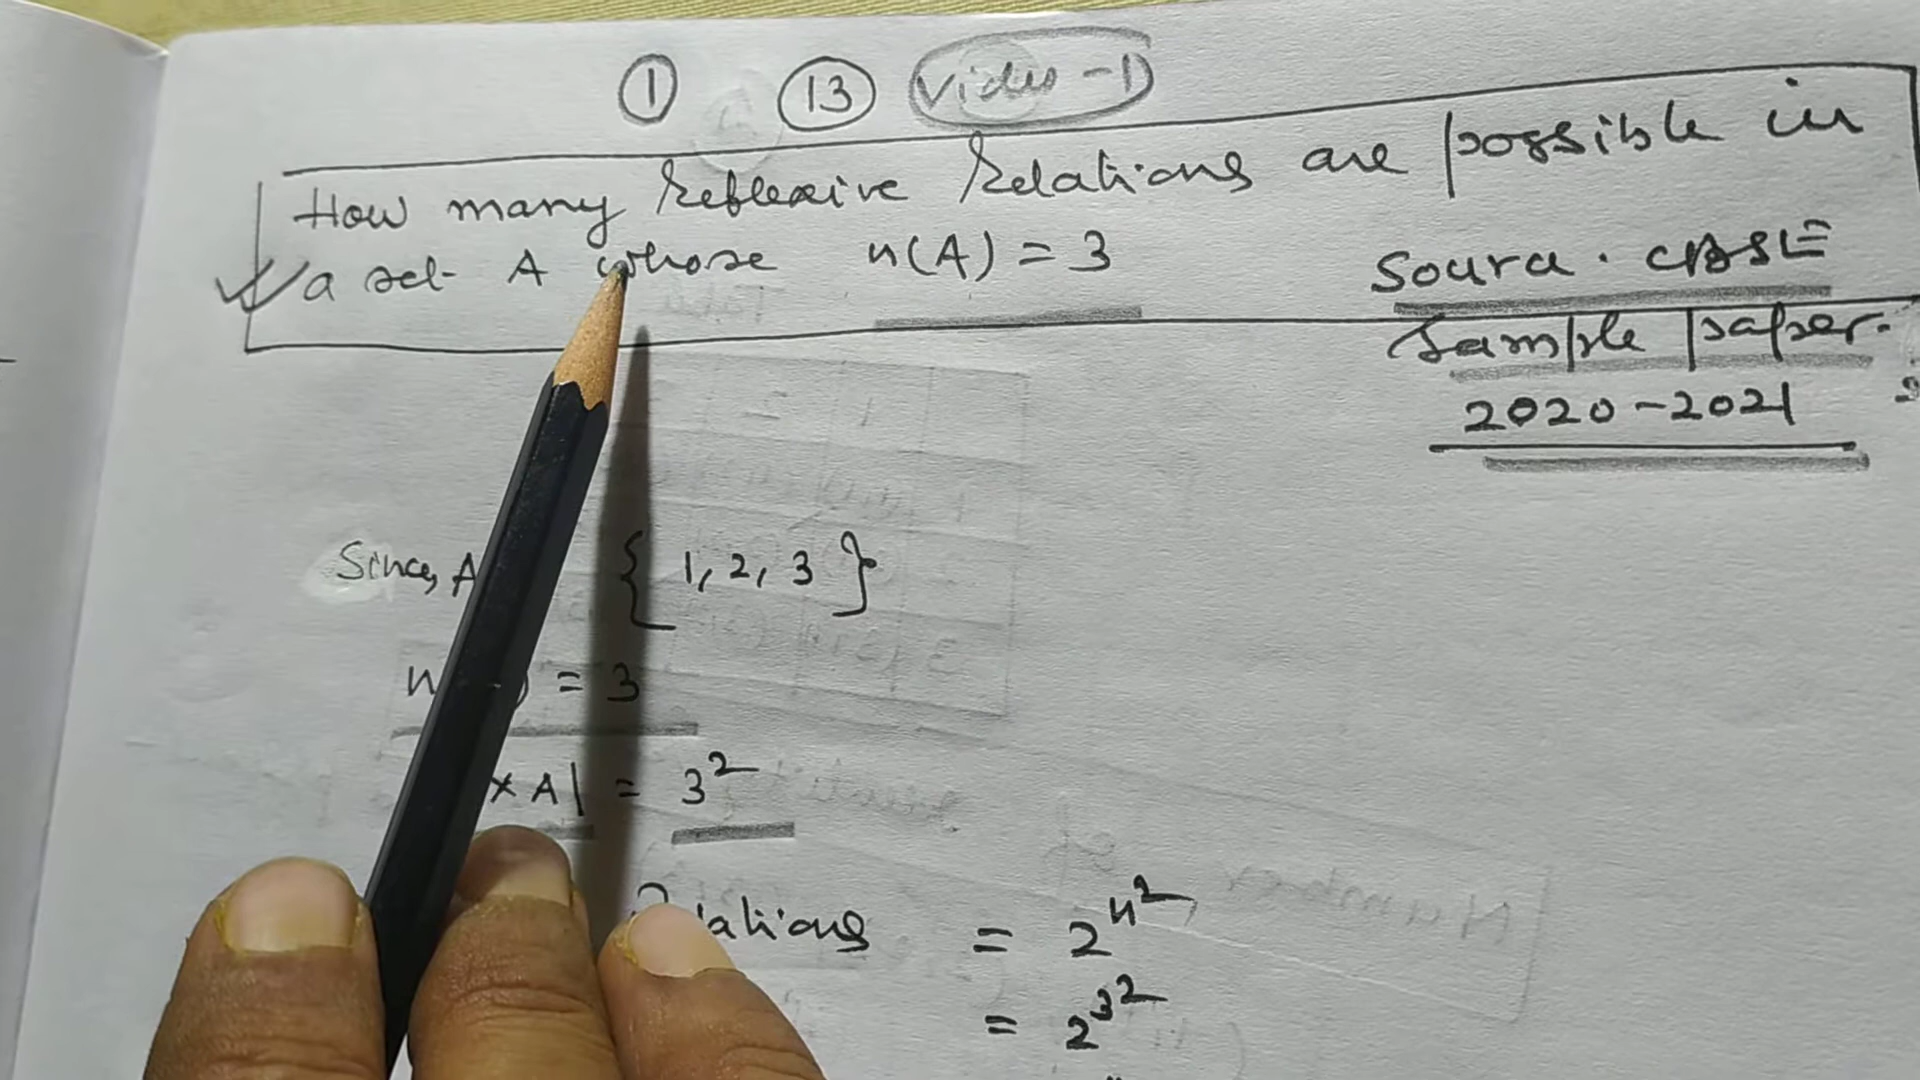 1 13 Video-1
How many reflexive relations are possible in
a set A whose n(A) = 3
Source. CBSE
Sample paper.
2020-2021
Since, A { 1, 2, 3 }
n ) = 3
× A| = 3²
lations = 2^n²
= 2^3²